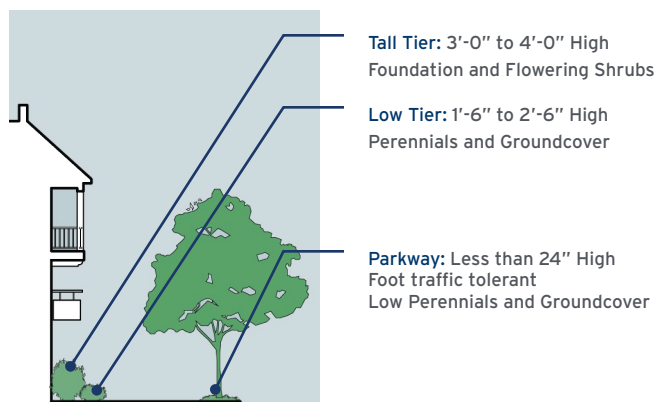 Tall Tier: 3’-0” to 4’-0” High
Foundation and Flowering Shrubs
Low Tier: 1’-6” to 2’-6” High
Perennials and Groundcover
Parkway: Less than 24” High
Foot traffic tolerant
Low Perennials and Groundcover